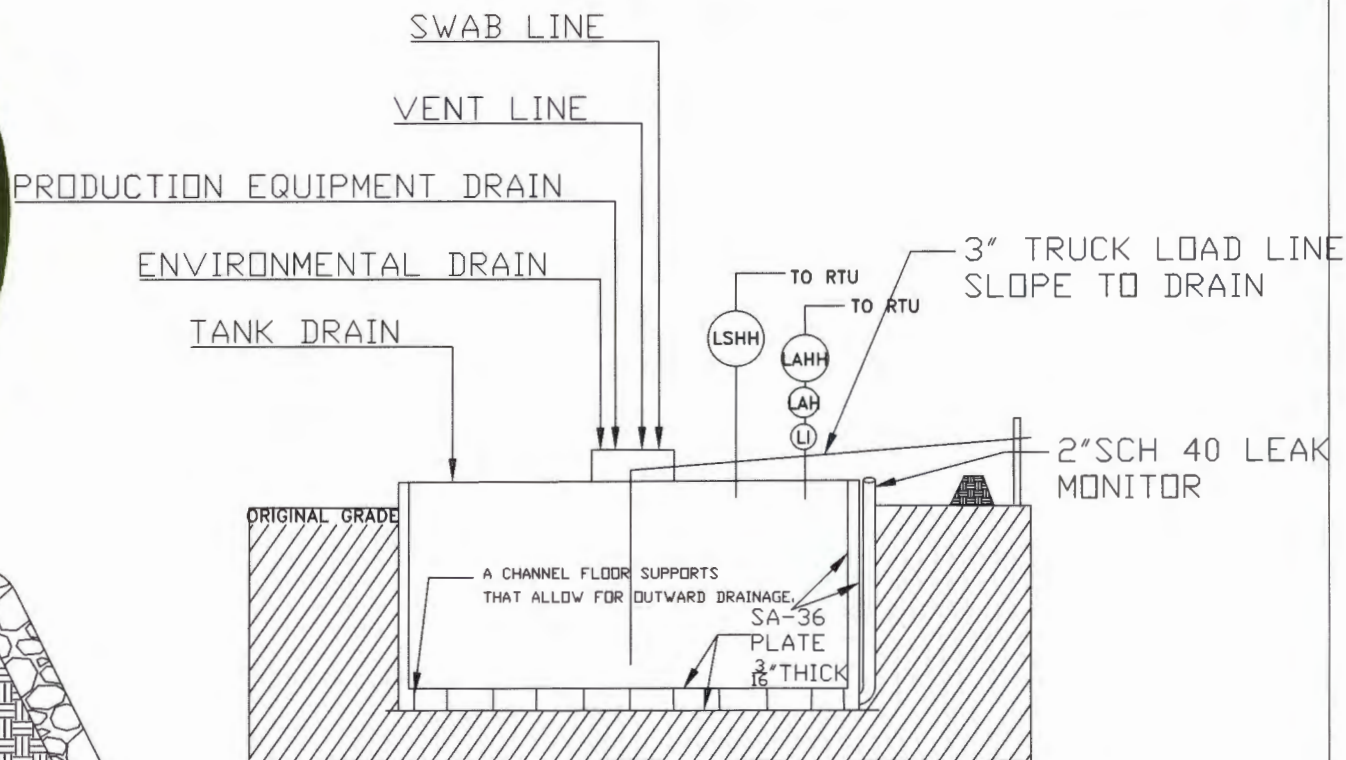 SWAB LINE
VENT LINE
PRODUCTION EQUIPMENT DRAIN
ENVIRONMENTAL DRAIN
TANK DRAIN
3" TRUCK LOAD LINE
SLOPE TO DRAIN
TO RTU
TO RTU
LSHH
LAHH
LAH
LI
2"SCH 40 LEAK
MONITOR
ORIGINAL GRADE
A CHANNEL FLOOR SUPPORTS
THAT ALLOW FOR OUTWARD DRAINAGE.
SA-36
PLATE
3/16"THICK